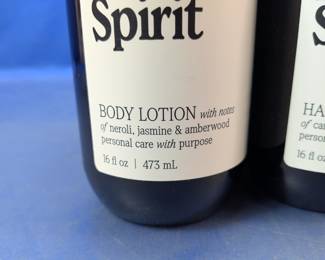 Spirit
BODY LOTION with notes
of neroli, jasmine & amberwood
personal care with purpose
16 fl oz | 473 mL
S
HA
of ca
person
16 fl o